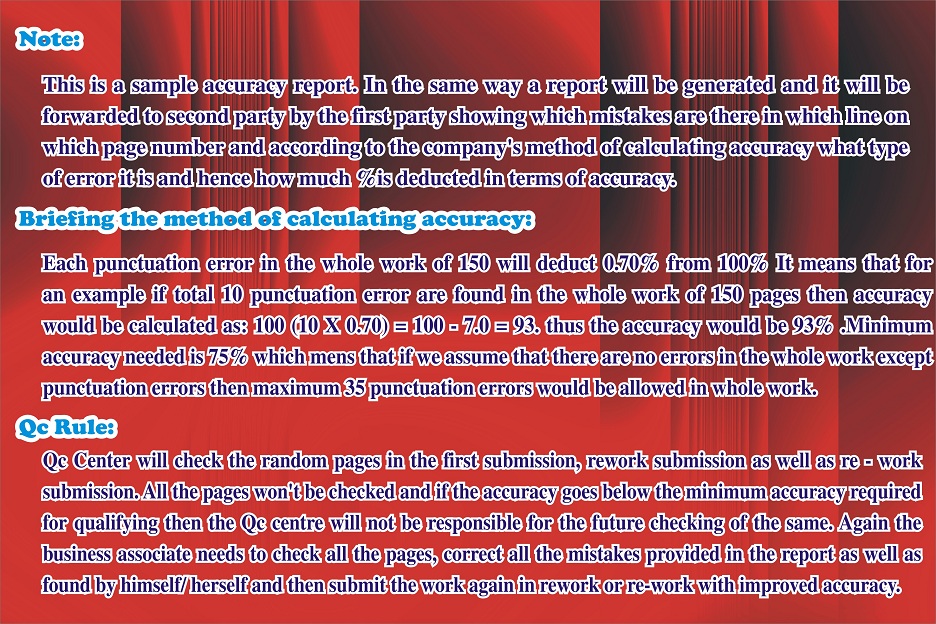 Note:
This is a sample accuracy report. In the same way a report will be generated and it will be
forwarded to second party by the first party showing which mistakes are there in which line on
which page number and according to the company's method of calculating accuracy what type
of error it is and hence how much %is deducted in terms of accuracy.
Briefing the method of calculating accuracy:
Each punctuation error in the whole work of 150 will deduct 0.70% from 100% It means that for
an example if total 10 punctuation error are found in the whole work of 150 pages then accuracy
would be calculated as: 100 (10 X 0.70) = 100 - 7.0 = 93. thus the accuracy would be 93% .Minimum
accuracy needed is 75% which mens that if we assume that there are no errors in the whole work except
punctuation errors then maximum 35 punctuation errors would be allowed in whole work.
Qc Rule:
Qc Center will check the random pages in the first submission, rework submission as well as re - work
submission. All the pages won't be checked and if the accuracy goes below the minimum accuracy required
for qualifying then the Qc centre will not be responsible for the future checking of the same. Again the
business associate needs to check all the pages, correct all the mistakes provided in the report as well as
found by himself/ herself and then submit the work again in rework or re-work with improved accuracy.